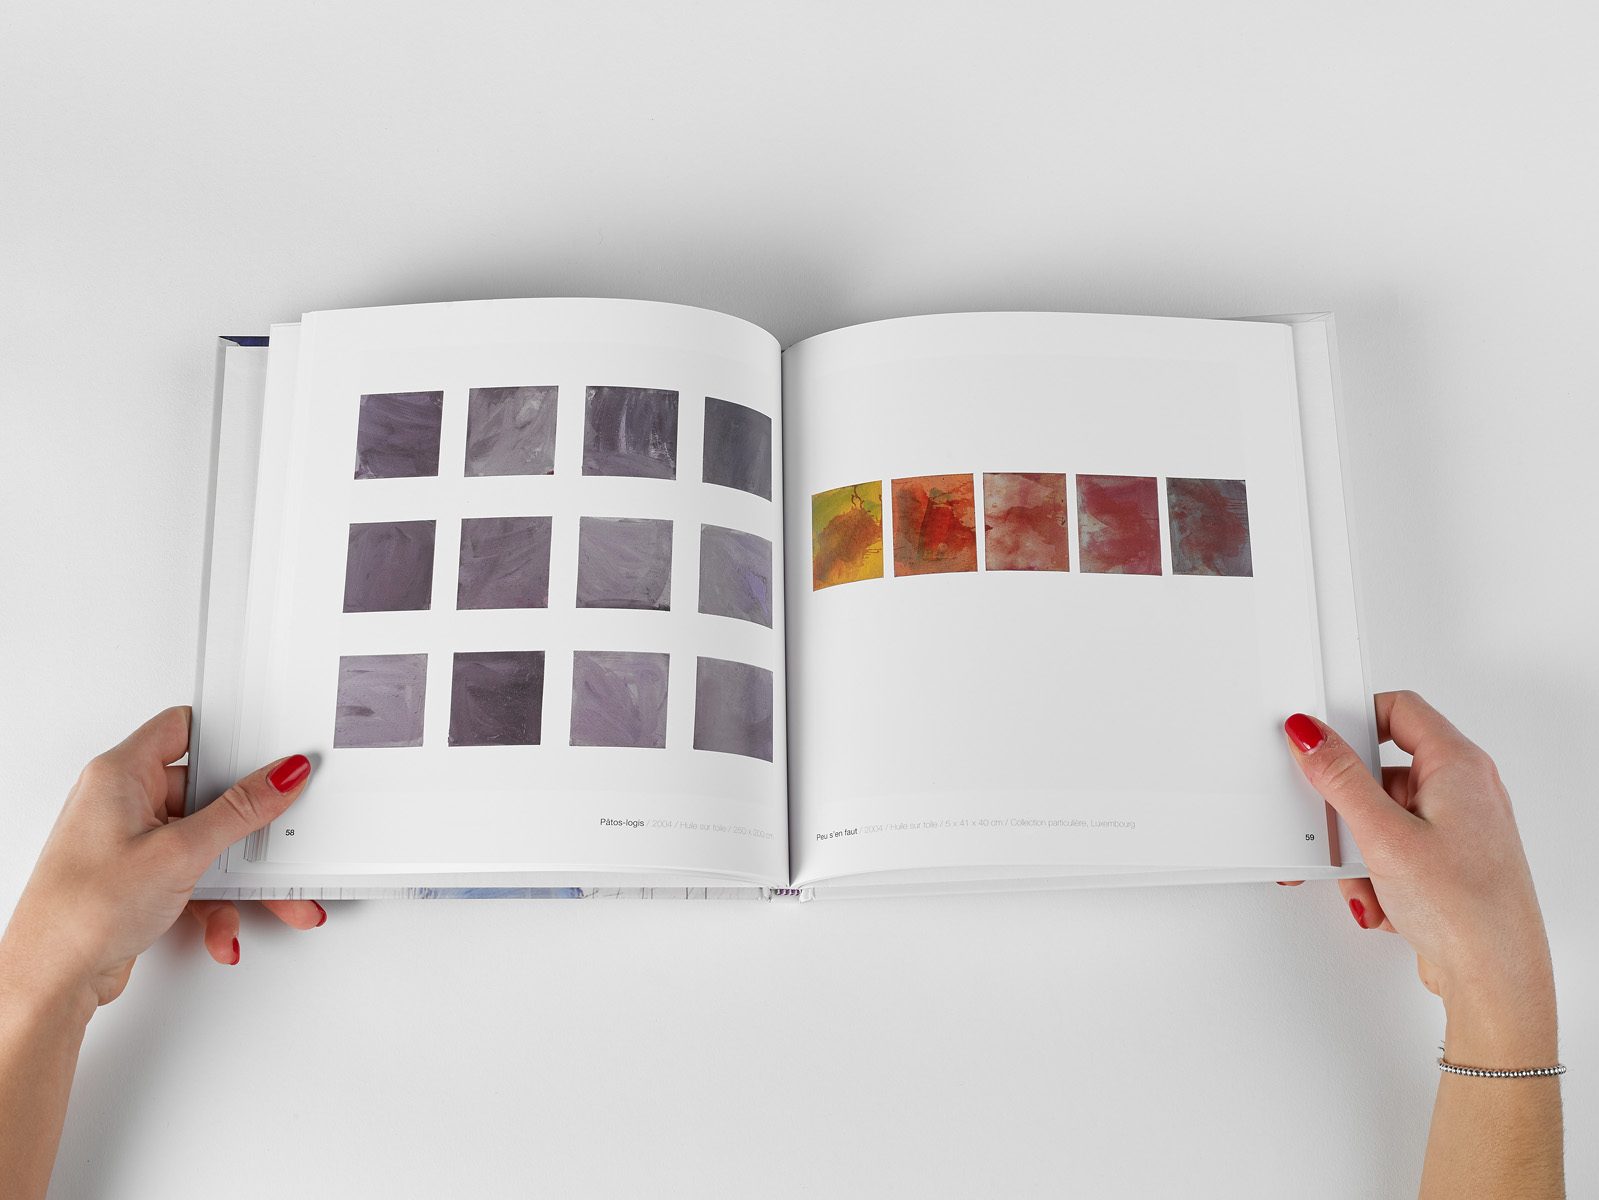 Pâtos-logis / 2004 / Huile sur toile / 250 x 200 cm
58
Peu s'en faut / 2004 / Huile sur toile / 5 x 41 x 40 cm / Collection particulière, Luxembourg
59